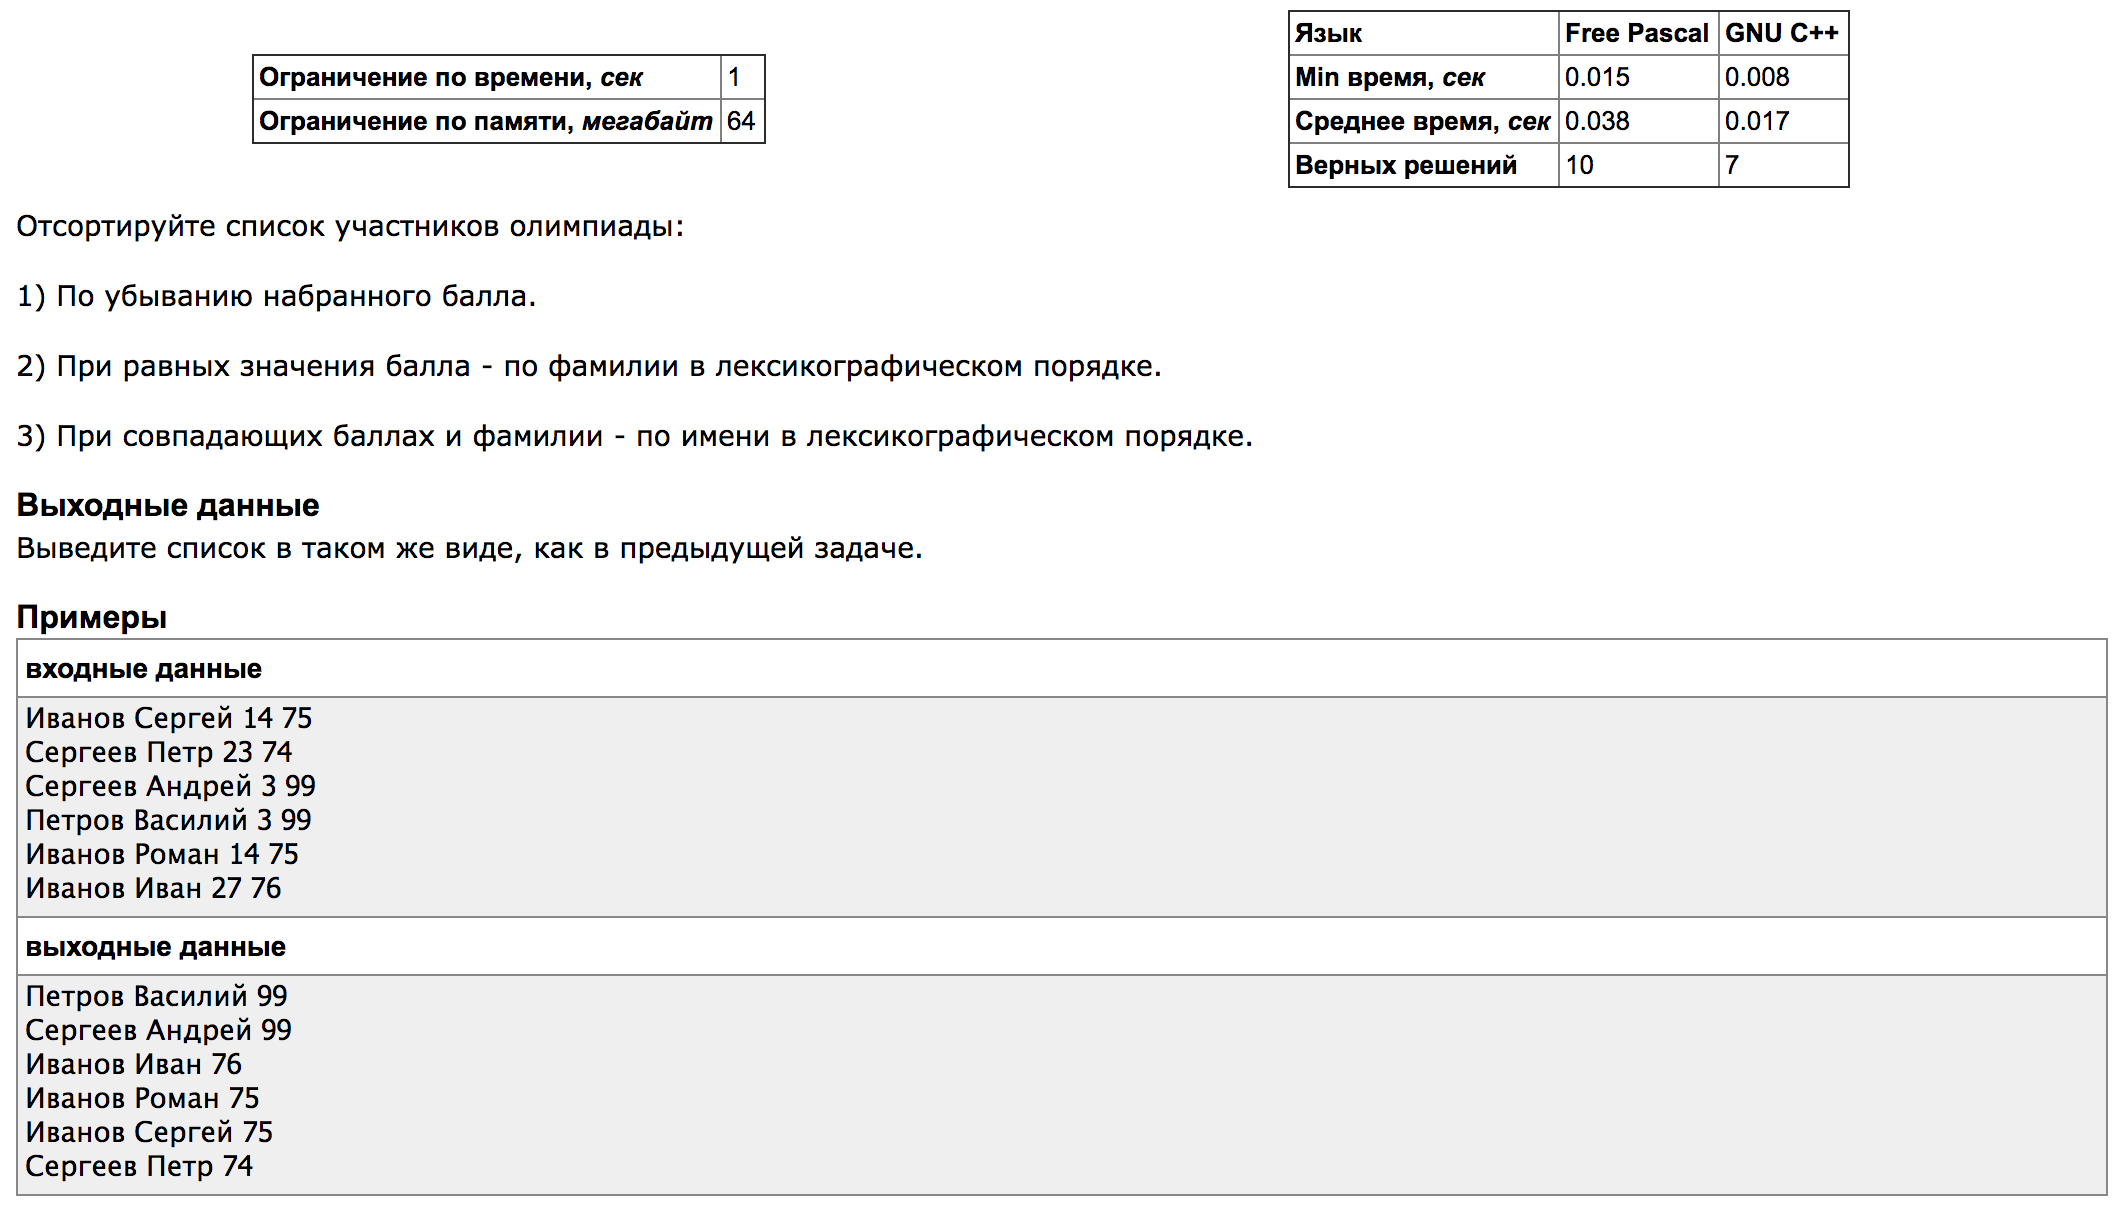 Ограничение по времени, сек 1
Ограничение по памяти, мегабайт 64
Язык Free Pascal GNU C++
Min время, сек 0.015 0.008
Среднее время, сек 0.038 0.017
Верных решений 10 7
Отсортируйте список участников олимпиады:
1) По убыванию набранного балла.
2) При равных значения балла - по фамилии в лексикографическом порядке.
3) При совпадающих баллах и фамилии - по имени в лексикографическом порядке.
Выходные данные
Выведите список в таком же виде, как в предыдущей задаче.
Примеры
входные данные
Иванов Сергей 14 75
Сергеев Петр 23 74
Сергеев Андрей 3 99
Петров Василий 3 99
Иванов Роман 14 75
Иванов Иван 27 76
выходные данные
Петров Василий 99
Сергеев Андрей 99
Иванов Иван 76
Иванов Роман 75
Иванов Сергей 75
Сергеев Петр 74